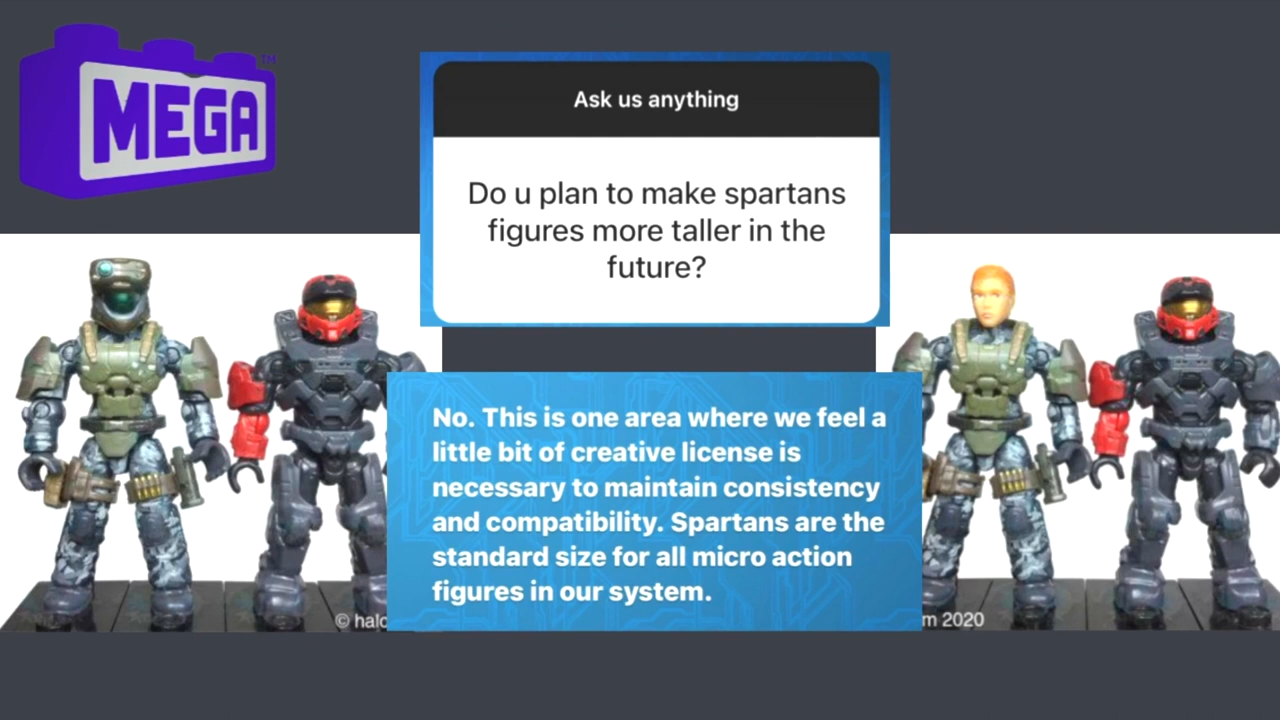 MEGA™
Ask us anything
Do u plan to make spartans
figures more taller in the
future?
No. This is one area where we feel a
little bit of creative license is
necessary to maintain consistency
and compatibility. Spartans are the
standard size for all micro action
figures in our system.
© halo
m 2020